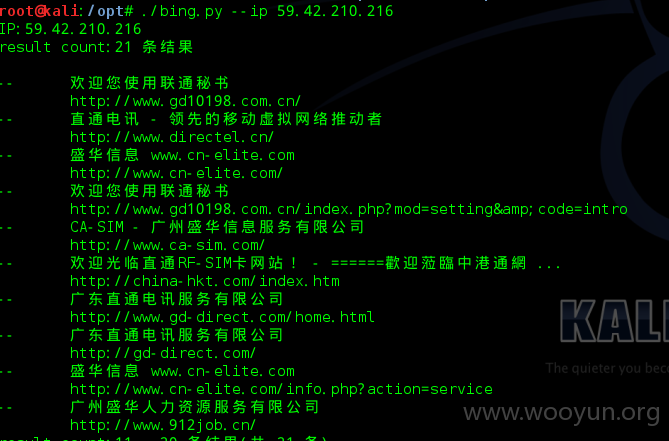 root@kali:/opt# ./bing.py --ip 59.42.210.216
IP: 59.42.210.216
result count:21 条结果
-- 欢迎您使用联通秘书
http://www.gd10198.com.cn/
-- 直通电讯 - 领先的移动虚拟网络推动者
http://www.directel.cn/
-- 盛华信息 www.cn-elite.com
http://www.cn-elite.com/
-- 欢迎您使用联通秘书
http://www.gd10198.com.cn/index.php?mod=setting&amp;code=intro
-- CA-SIM - 广州盛华信息服务有限公司
http://www.ca-sim.com/
-- 欢迎光临直通RF-SIM卡网站! - ======歡迎蒞臨中港通網 ...
http://china-hkt.com/index.htm
-- 广东直通电讯服务有限公司
http://www.gd-direct.com/home.html
-- 广东直通电讯服务有限公司
http://gd-direct.com/
-- 盛华信息 www.cn-elite.com
http://www.cn-elite.com/info.php?action=service
-- 广州盛华人力资源服务有限公司
http://www.912job.cn/
result count:11 - 20 条结果(共 21 条)
KALI
The quieter you bec
www.wooyun.org